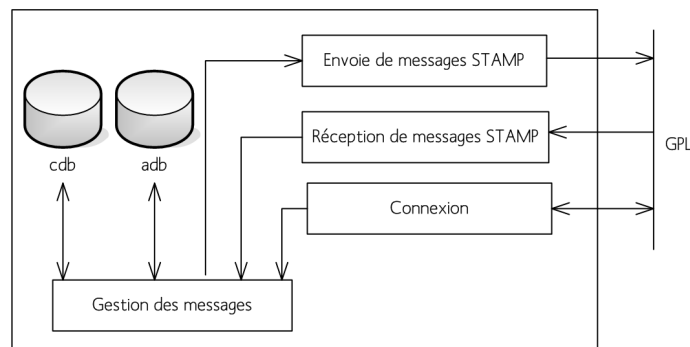 Envoie de messages STAMP
Réception de messages STAMP
GPL
cdb
adb
Connexion
Gestion des messages